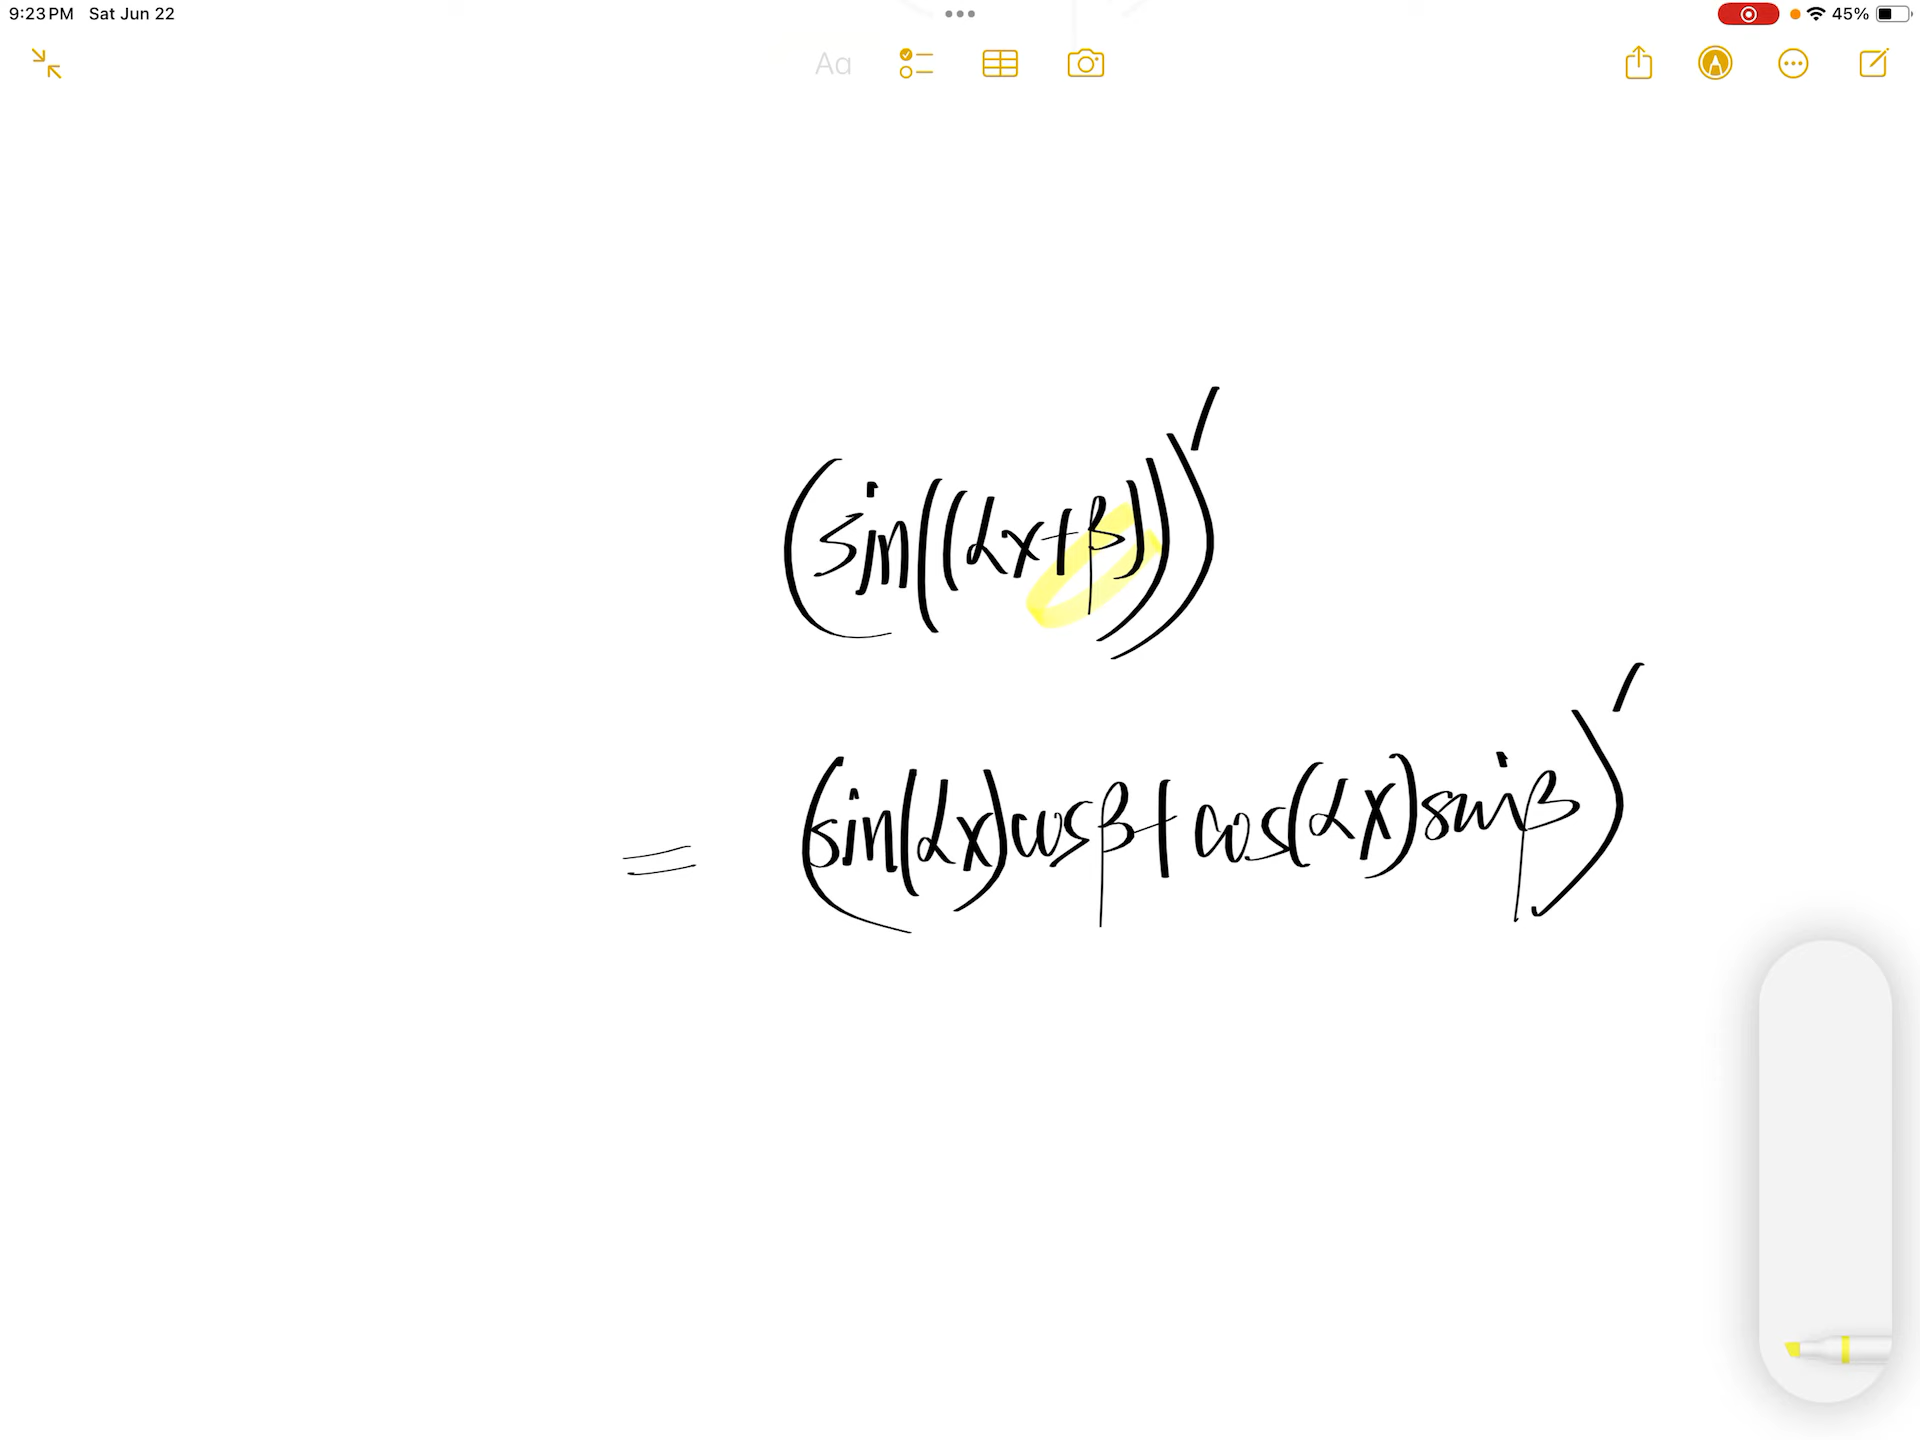 9:23 PM Sat Jun 22
45%
Aa
(sin((αx+β)))′
= (sin(αx)cosβ+cos(αx)sinβ)′